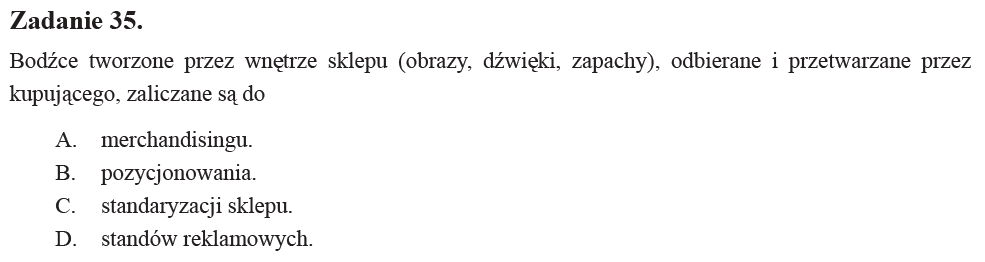 Zadanie 35.
Bodźce tworzone przez wnętrze sklepu (obrazy, dźwięki, zapachy), odbierane i przetwarzane przez
kupującego, zaliczane są do
A. merchandisingu.
B. pozycjonowania.
C. standaryzacji sklepu.
D. standów reklamowych.